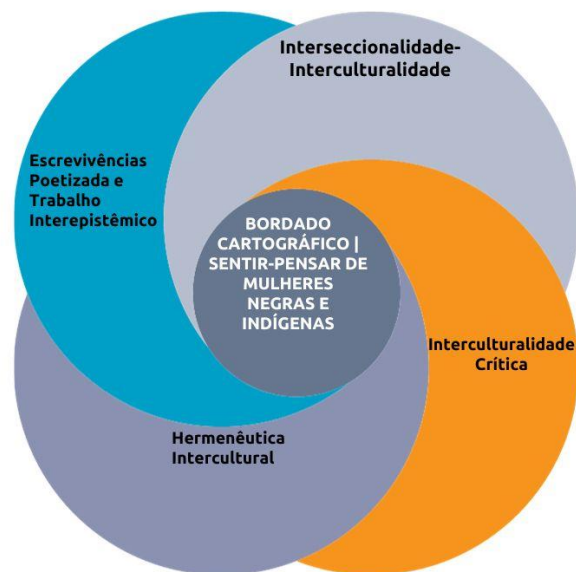 Interseccionalidade-
Interculturalidade
Escrevivências
Poetizada e
Trabalho
Interepistêmico
BORDADO
CARTOGRÁFICO |
SENTIR-PENSAR DE
MULHERES
NEGRAS E
INDÍGENAS
Interculturalidade
Crítica
Hermenêutica
Intercultural